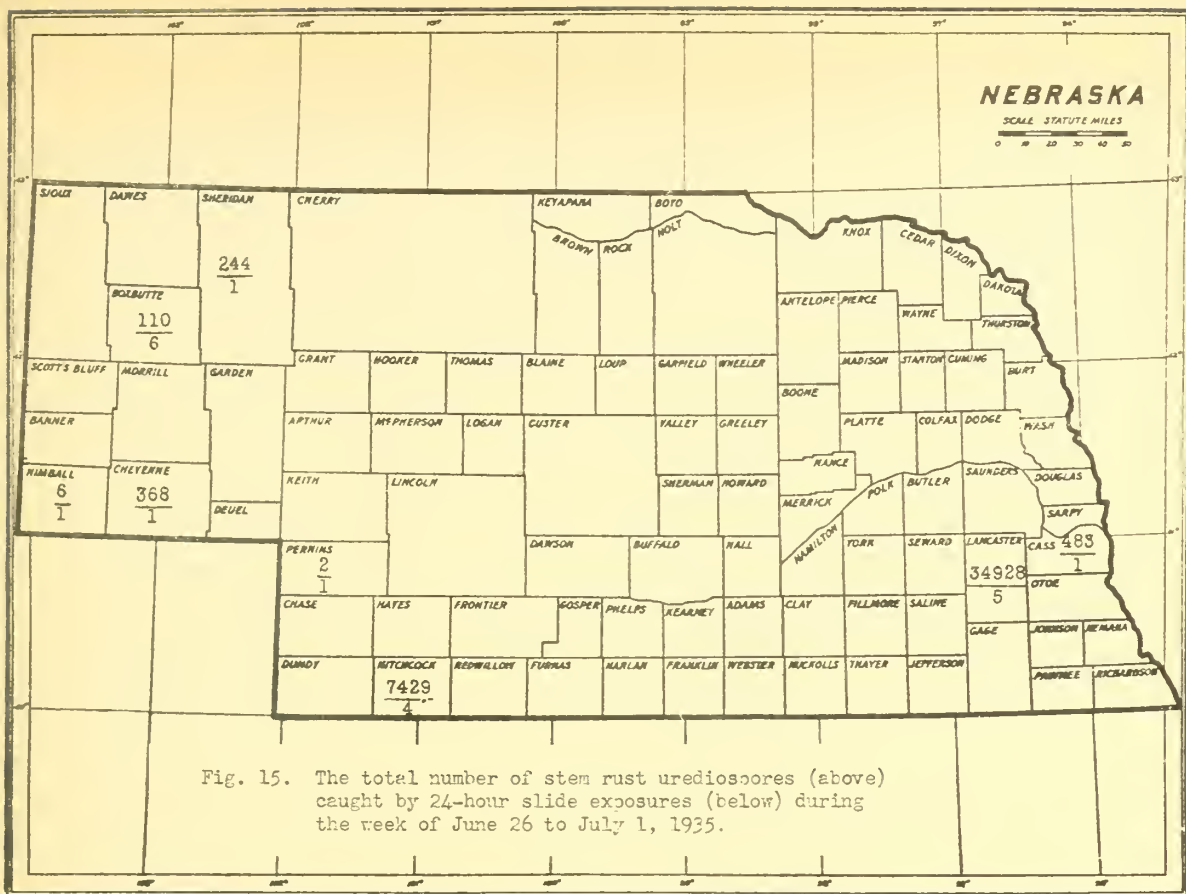 NEBRASKA
SCALE STATUTE MILES
0 10 20 30 40 50
SIOUX DAWES SHERIDAN CHERRY KEYAPAHA BOYD
BROWN ROCK HOLT KNOX CEDAR DIXON
244
1
DAKOTA
BOXBUTTE
110
6
ANTELOPE PIERCE WAYNE THURSTON
SCOTTS BLUFF MORRILL GARDEN GRANT HOOKER THOMAS BLAINE LOUP GARFIELD WHEELER MADISON STANTON CUMING BURT
BOONE
BANNER ARTHUR McPHERSON LOGAN CUSTER VALLEY GREELEY PLATTE COLFAX DODGE WASH
NANCE
KIMBALL CHEYENNE KEITH LINCOLN SHERMAN HOWARD MERRICK POLK BUTLER SAUNDERS DOUGLAS
6
1
368
1
DEUEL SARPY
PERKINS DAWSON BUFFALO HALL HAMILTON YORK SEWARD LANCASTER CASS
2
1
34928
5
483
1
OTOE
CHASE HAYES FRONTIER GOSPER PHELPS KEARNEY ADAMS CLAY FILLMORE SALINE
GAGE JOHNSON NEMAHA
DUNDY HITCHCOCK REDWILLOW FURNAS HARLAN FRANKLIN WEBSTER NUCKOLLS THAYER JEFFERSON PAWNEE RICHARDSON
7429
4
Fig. 15. The total number of stem rust urediospores (above)
caught by 24-hour slide exposures (below) during
the week of June 26 to July 1, 1935.